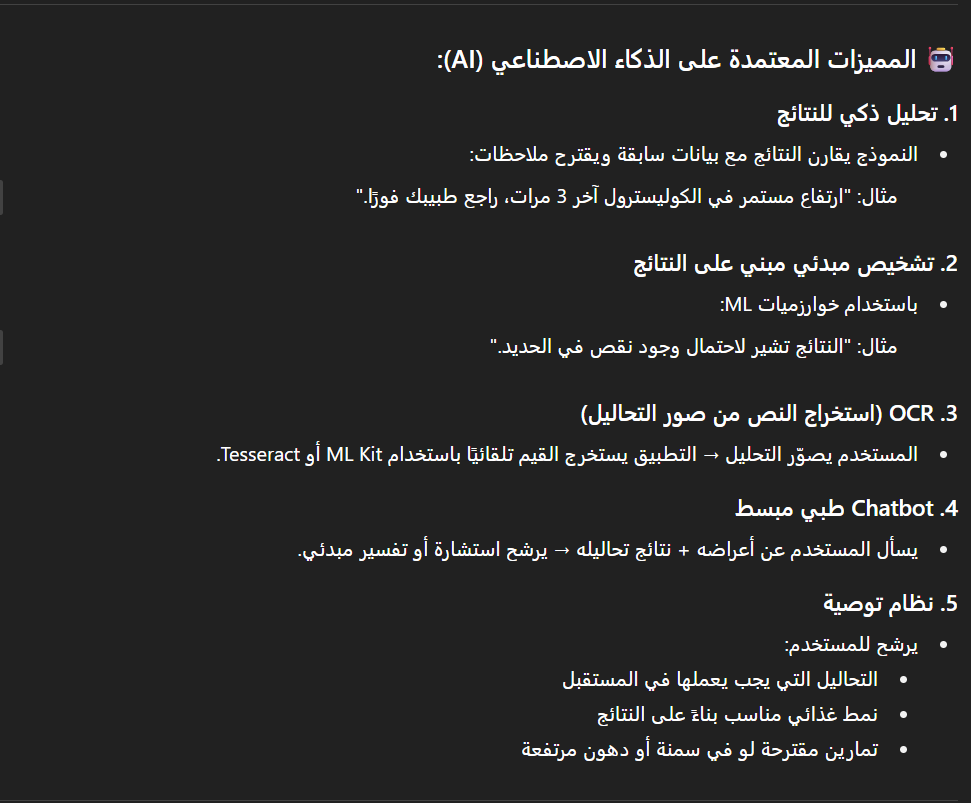 🤖 المميزات المعتمدة على الذكاء الاصطناعي (AI):
1. تحليل ذكي للنتائج
• النموذج يقارن النتائج مع بيانات سابقة ويقترح ملاحظات:
مثال: "ارتفاع مستمر في الكوليسترول آخر 3 مرات، راجع طبيبك فورًا."
2. تشخيص مبدئي مبني على النتائج
• باستخدام خوارزميات ML:
مثال: "النتائج تشير لاحتمال وجود نقص في الحديد."
3. OCR (استخراج النص من صور التحاليل)
• المستخدم يصوّر التحليل → التطبيق يستخرج القيم تلقائيًا باستخدام ML Kit أو Tesseract.
4. Chatbot طبي مبسط
• يسأل المستخدم عن أعراضه + نتائج تحاليله → يرشح استشارة أو تفسير مبدئي.
5. نظام توصية
• يرشح للمستخدم:
• التحاليل التي يجب يعملها في المستقبل
• نمط غذائي مناسب بناءً على النتائج
• تمارين مقترحة لو في سمنة أو دهون مرتفعة